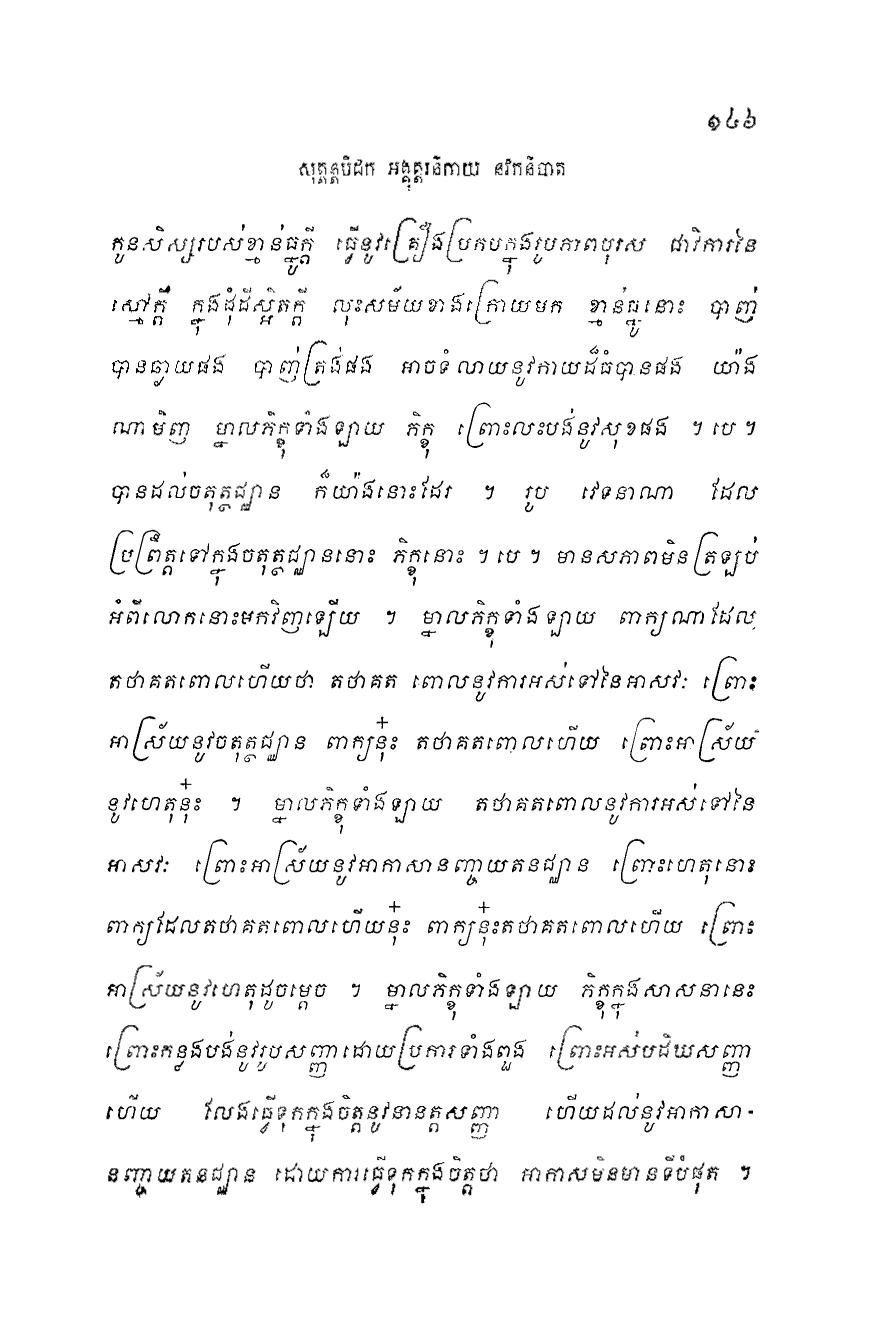 ១៤៦
សុត្តន្តបិដក អង្គុត្តរនិកាយ នវកនិបាត
កូនសិស្សរបស់ខ្មាន់ធ្នូក្តី ធ្វើនូវគ្រឿងប្រកបក្នុងរូបភាពបុរស ជាវិការនៃ
ស្មៅក្តី ក្នុងដុំដីស្អិតក្តី លុះសម័យខាងក្រោយមក ខ្មាន់ធ្នូនោះ បាញ់
បានឆ្ងាយផង បាញ់ត្រង់ផង អាចទំលាយនូវកាយដ៏ធំបានផង យ៉ាង
ណាមិញ ម្នាលភិក្ខុទាំងឡាយ ភិក្ខុ ព្រោះលះបង់នូវសុខផង ។ បេ ។
បានដល់ចតុត្ថជ្ឈាន ក៏យ៉ាងនោះដែរ ។ រូប វេទនាណា ដែល
ប្រព្រឹត្តទៅក្នុងចតុត្ថជ្ឈាននោះ ភិក្ខុនោះ ។ បេ ។ មានសភាពមិនត្រឡប់
អំពីលោកនោះមកវិញឡើយ ។ ម្នាលភិក្ខុទាំងឡាយ ពាក្យណាដែល
តថាគតពោលហើយថា តថាគត ពោលនូវការអស់ទៅនៃអាសវៈ ព្រោះ
អាស្រ័យនូវចតុត្ថជ្ឈាន ពាក្យនុ៎ះ តថាគតពោលហើយ ព្រោះអាស្រ័យ
នូវហេតុនុ៎ះ ។ ម្នាលភិក្ខុទាំងឡាយ តថាគតពោលនូវការអស់ទៅនៃ
អាសវៈ ព្រោះអាស្រ័យនូវអាកាសានញ្ចាយតនជ្ឈាន ព្រោះហេតុនោះ
ពាក្យដែលតថាគតពោលហើយនុ៎ះ ពាក្យនុ៎ះតថាគតពោលហើយ ព្រោះ
អាស្រ័យនូវហេតុដូចម្តេច ។ ម្នាលភិក្ខុទាំងឡាយ ភិក្ខុក្នុងសាសនានេះ
ព្រោះកន្លងបង់នូវរូបសញ្ញាដោយប្រការទាំងពួង ព្រោះអស់បដិឃសញ្ញា
ហើយ លែងធ្វើទុកក្នុងចិត្តនូវនានត្តសញ្ញា ហើយដល់នូវអាកាសា-
នញ្ចាយតនជ្ឈាន ដោយការធ្វើទុកក្នុងចិត្តថា អាកាសមិនមានទីបំផុត ។